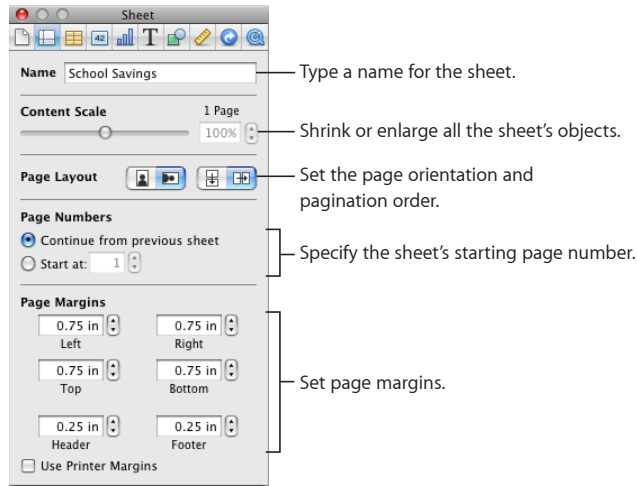 Sheet
42
T
Name School Savings
Type a name for the sheet.
Content Scale 1 Page
100%
Shrink or enlarge all the sheet's objects.
Page Layout
Set the page orientation and
pagination order.
Page Numbers
Continue from previous sheet
Start at: 1
Specify the sheet's starting page number.
Page Margins
0.75 in 0.75 in
Left Right
0.75 in 0.75 in
Top Bottom
Set page margins.
0.25 in 0.25 in
Header Footer
Use Printer Margins